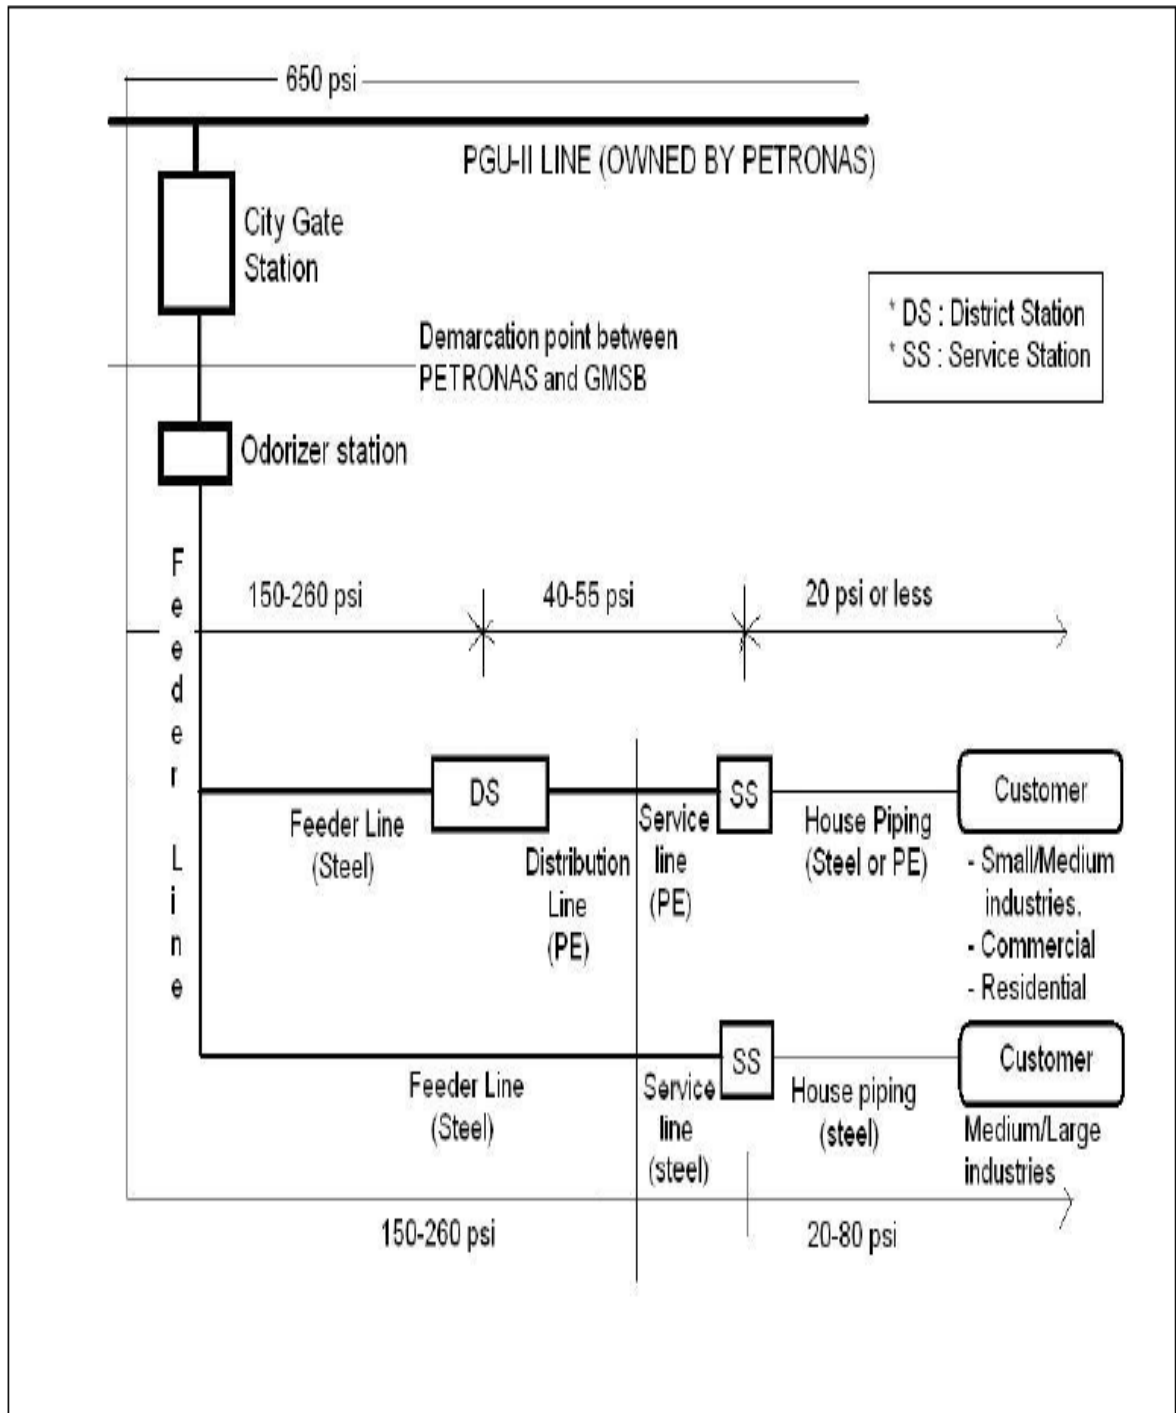 650 psi
PGU-II LINE (OWNED BY PETRONAS)
City Gate
Station
* DS : District Station
* SS : Service Station
Demarcation point between
PETRONAS and GMSB
Odorizer station
Feeder Line
150-260 psi
40-55 psi
20 psi or less
DS
SS
Customer
Feeder Line
(Steel)
Distribution
Line
(PE)
Service
line
(PE)
House Piping
(Steel or PE)
- Small/Medium
industries.
- Commercial
- Residential
SS
Customer
Feeder Line
(Steel)
Service
line
(steel)
House piping
(steel)
Medium/Large
industries
150-260 psi
20-80 psi